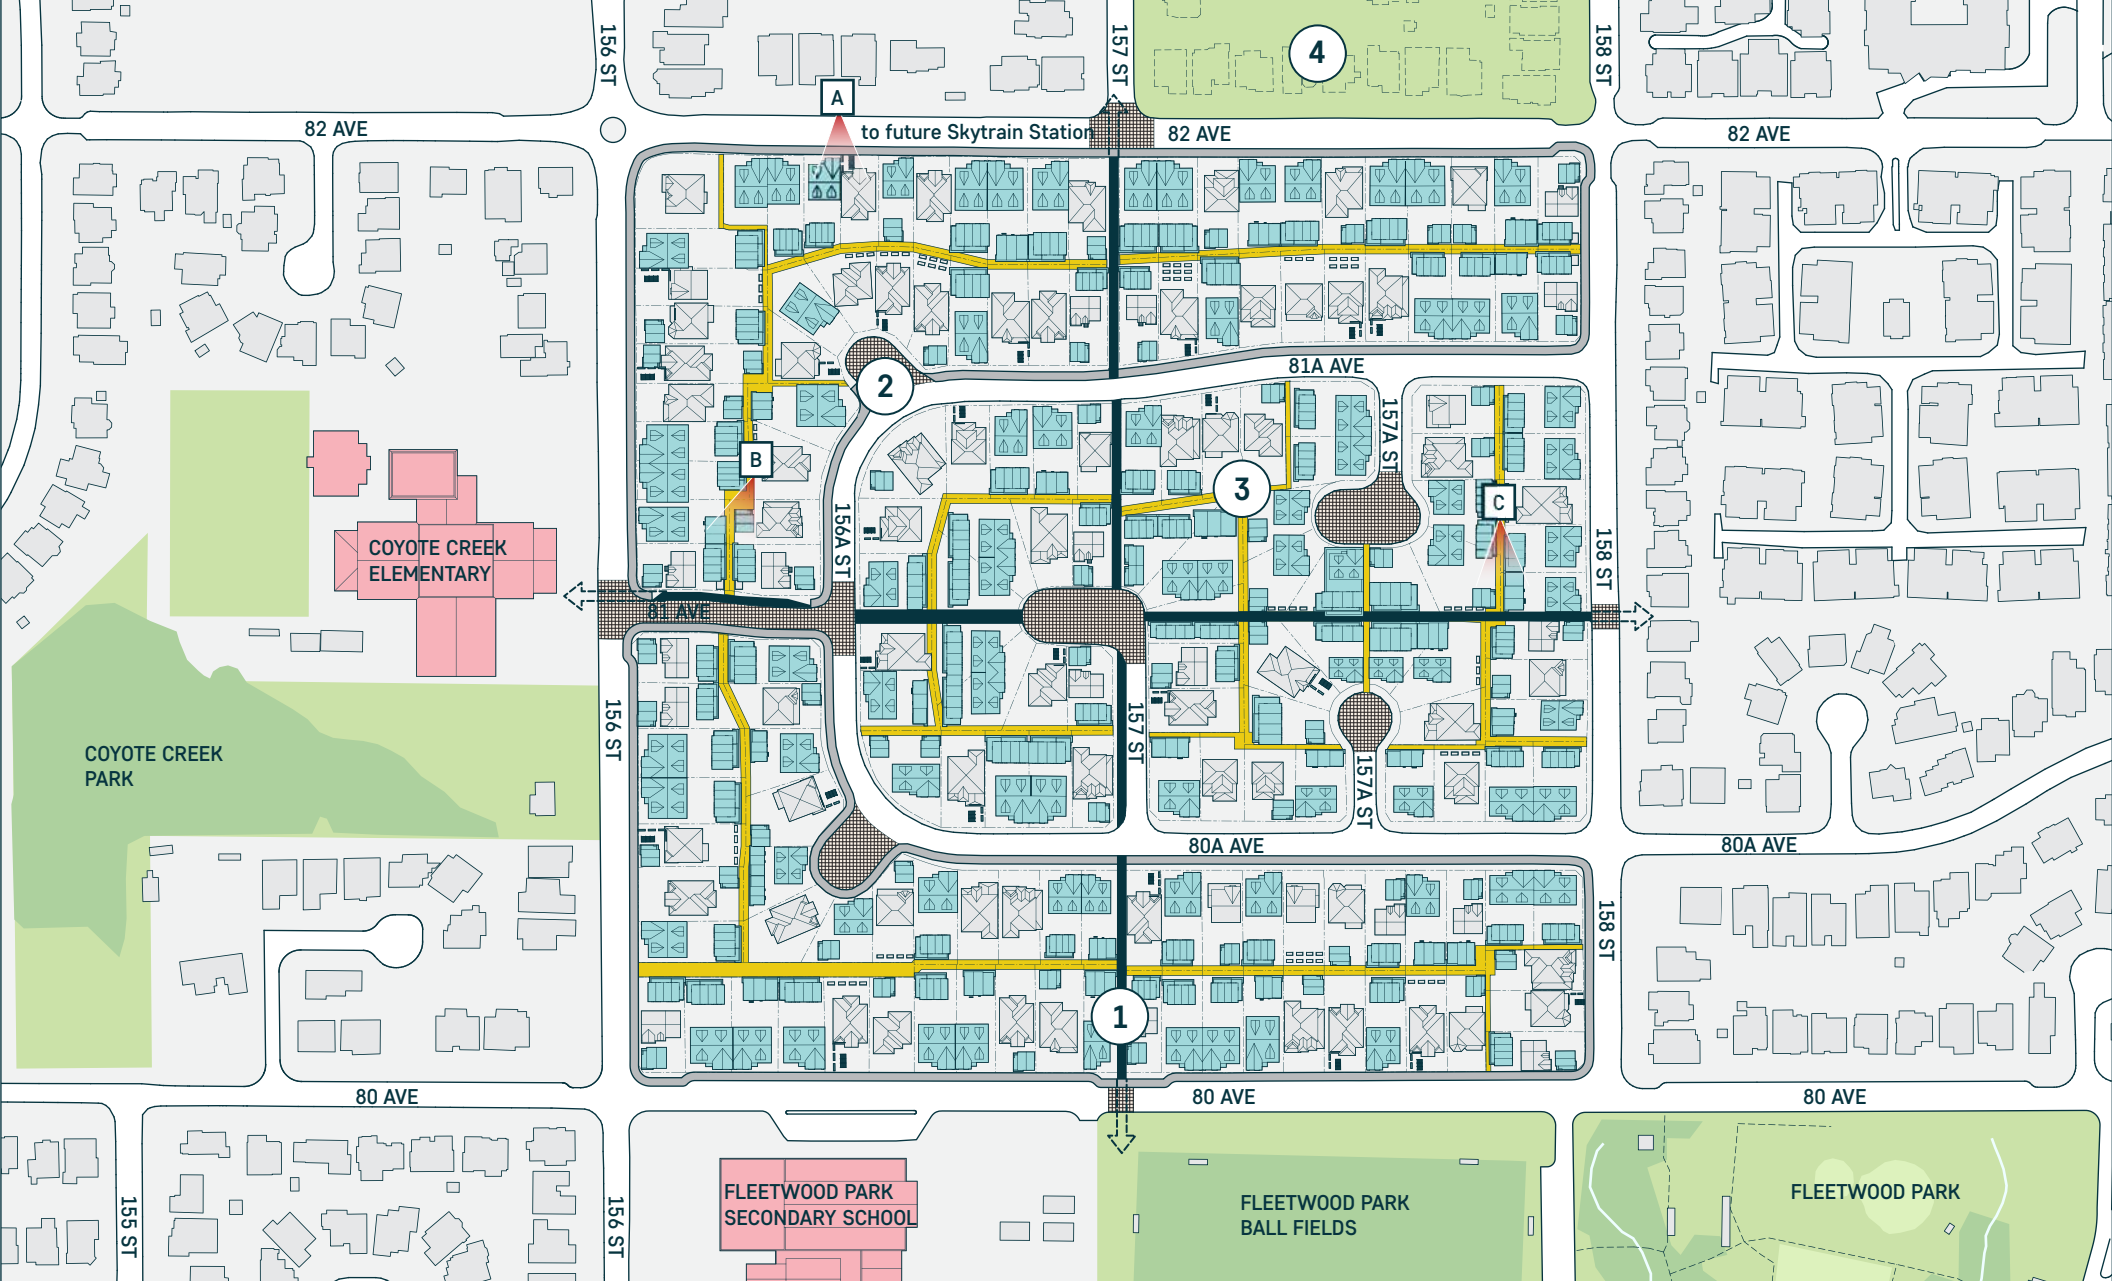 156 ST
157 ST
4
158 ST
A
82 AVE
to future Skytrain Station
82 AVE
82 AVE
81A AVE
2
157A ST
B
3
C
156A ST
158 ST
COYOTE CREEK
ELEMENTARY
81 AVE
156 ST
157 ST
COYOTE CREEK
PARK
157A ST
80A AVE
80A AVE
158 ST
1
80 AVE
80 AVE
80 AVE
155 ST
156 ST
FLEETWOOD PARK
SECONDARY SCHOOL
FLEETWOOD PARK
BALL FIELDS
FLEETWOOD PARK